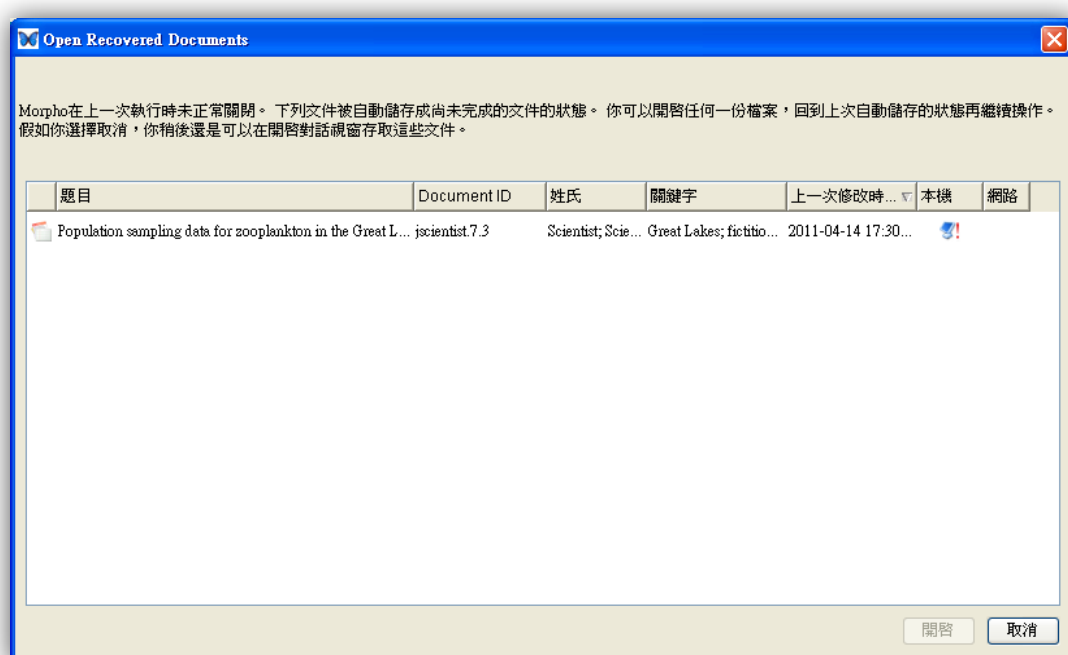 Open Recovered Documents
Morpho在上一次執行時未正常關閉。 下列文件被自動儲存成尚未完成的文件的狀態。 你可以開啓任何一份檔案，回到上次自動儲存的狀態再繼續操作。
假如你選擇取消，你稍後還是可以在開啓對話視窗存取這些文件。
題目 Document ID 姓氏 關鍵字 上一次修改時... 本機 網路
Population sampling data for zooplankton in the Great L... jscientist.7.3 Scientist; Scie... Great Lakes; fictitio... 2011-04-14 17:30...
開啓 取消